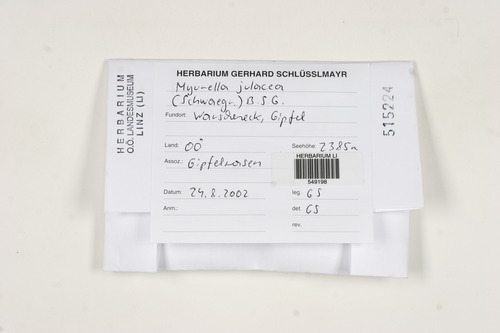 HERBARIUM
O.Ö. LANDESMUSEUM
LINZ (LI)
HERBARIUM GERHARD SCHLÜSSLMAYR
Myurella julacea
(Schwaegr.) B.S.G.
Fundort: Warscheneck, Gipfel
Land: OÖ Seehöhe: 2385m
Assoz.: Gipfelrasen
HERBARIUM LI
549198
Datum: 24.8.2002 leg. GS
Anm.: det. GS
rev.
515224